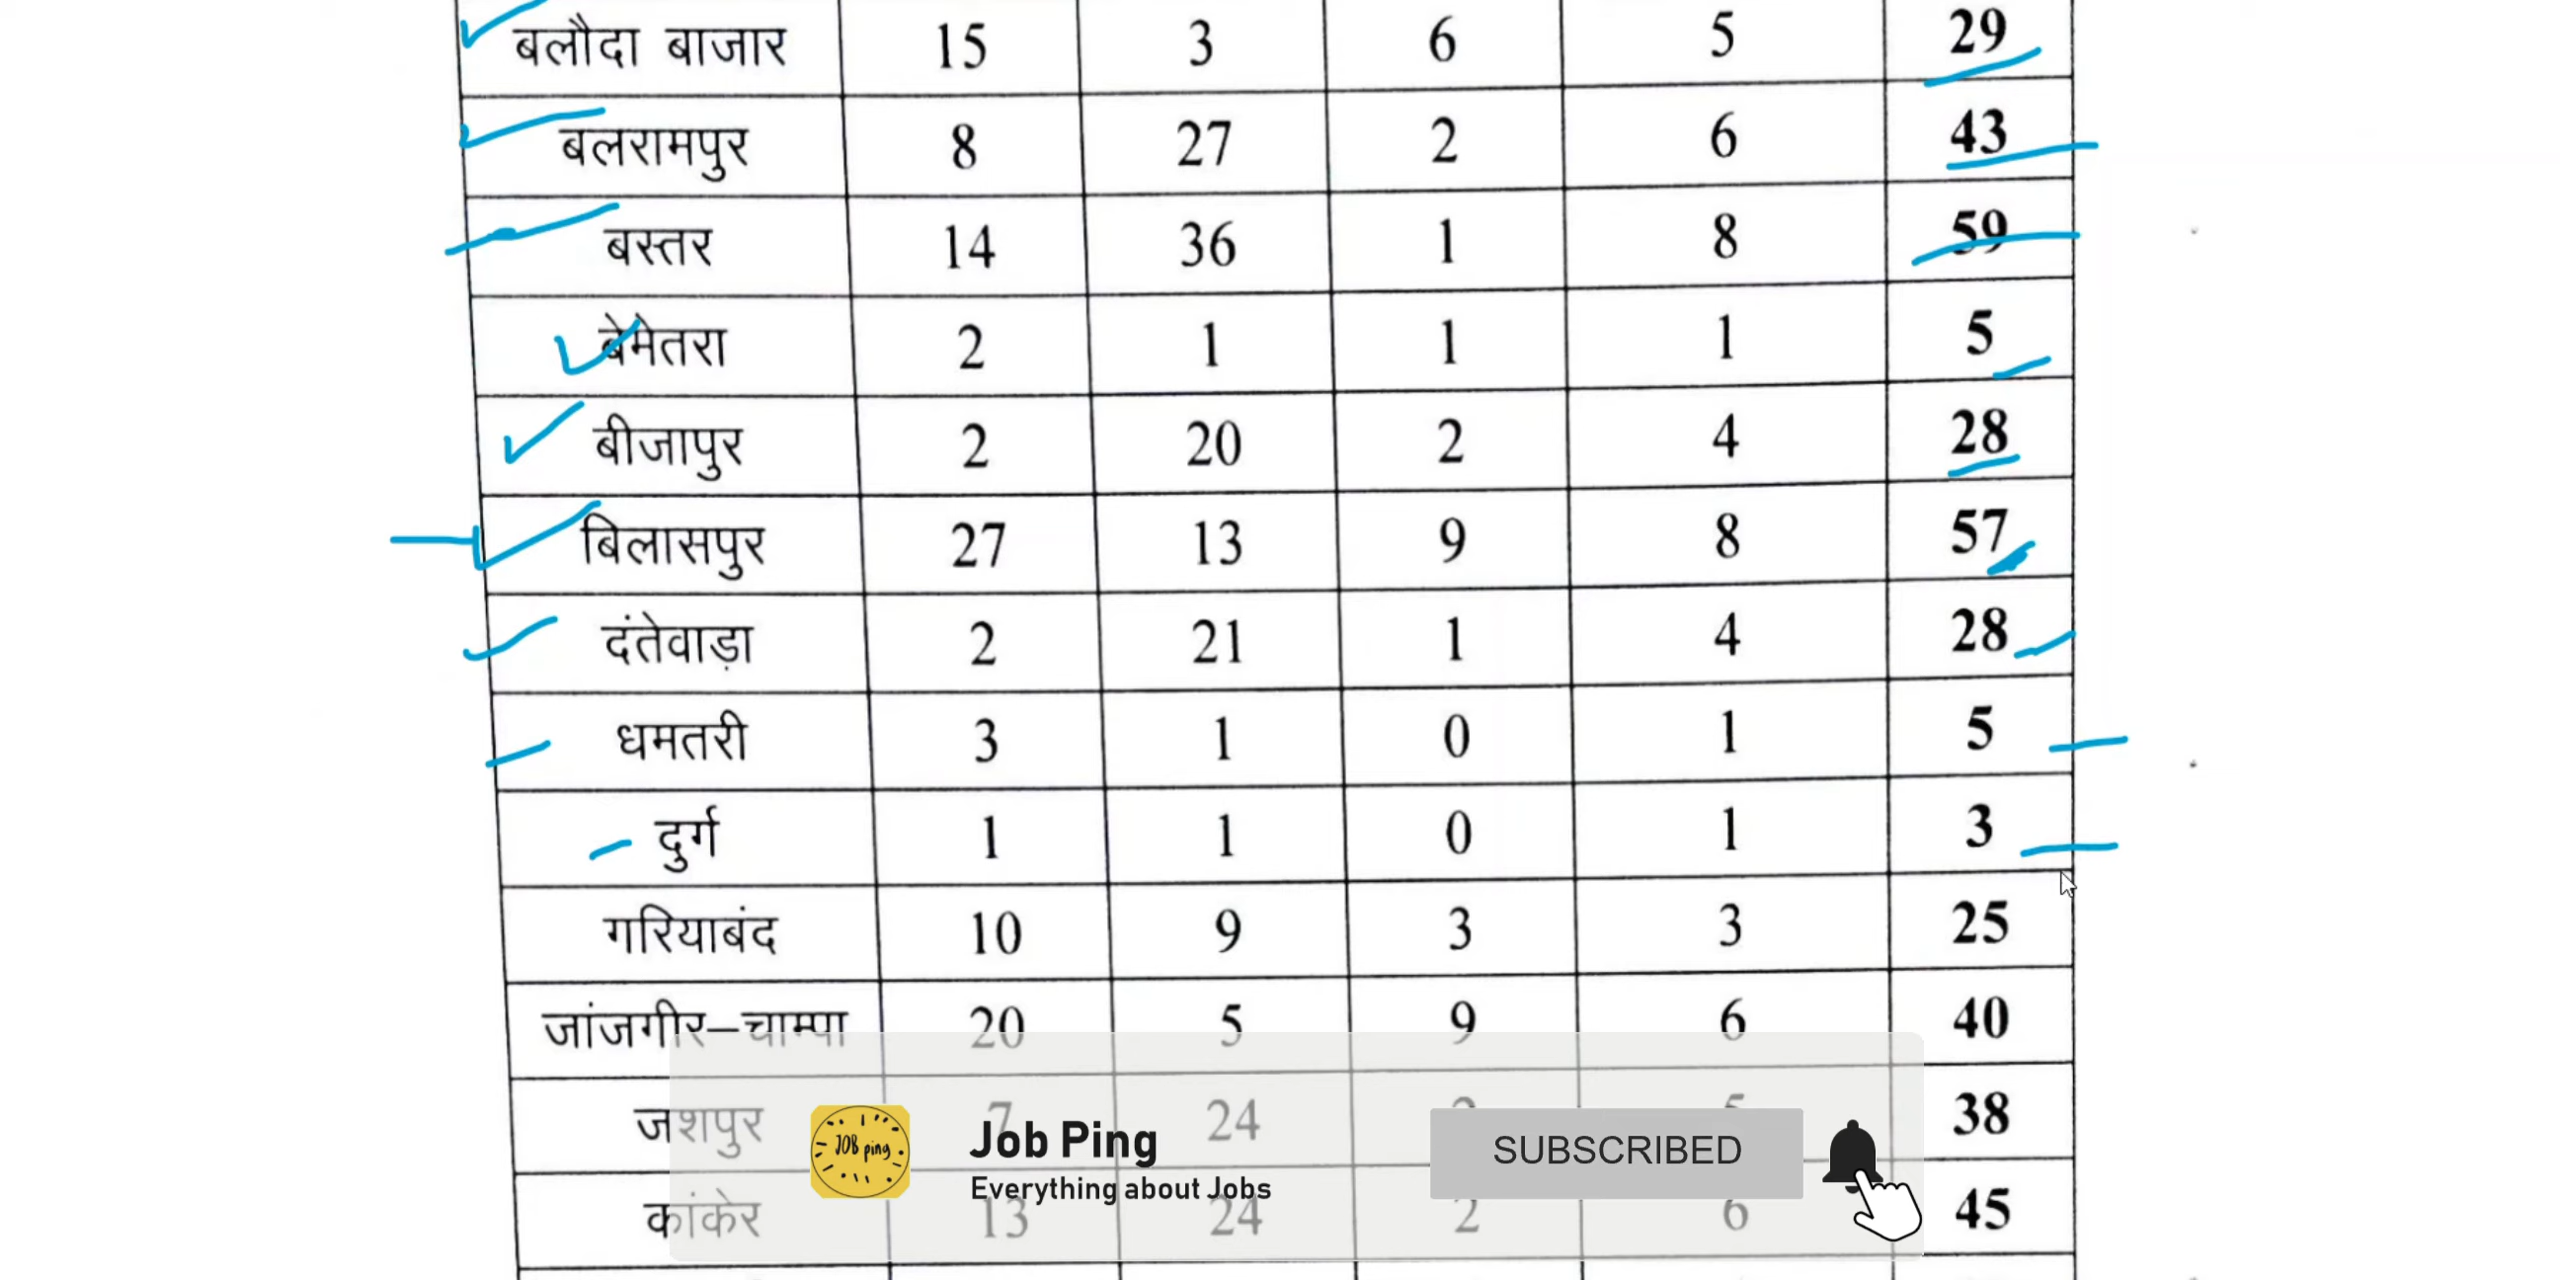 बलौदा बाजार 15 3 6 5 29
बलरामपुर 8 27 2 6 43
बस्तर 14 36 1 8 59
बेमेतरा 2 1 1 1 5
बीजापुर 2 20 2 4 28
बिलासपुर 27 13 9 8 57
दंतेवाड़ा 2 21 1 4 28
धमतरी 3 1 0 1 5
दुर्ग 1 1 0 1 3
गरियाबंद 10 9 3 3 25
जांजगीर–चाम्पा 20 5 9 6 40
जशपुर 7 24 38
कांकेर 13 24 2 6 45
JOB ping
Job Ping
Everything about Jobs
SUBSCRIBED